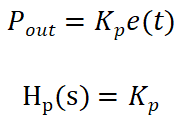 P_out = K_p e(t)
H_p(s) = K_p